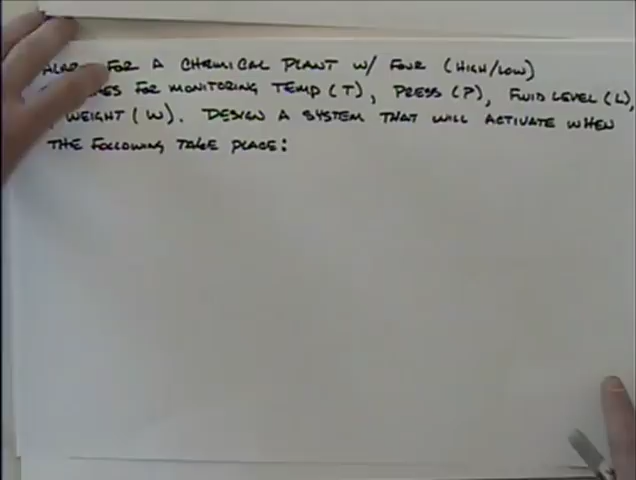 FOR A CHEMICAL PLANT W/ FOUR (HIGH/LOW)
FOR MONITORING TEMP (T), PRESS (P), FLUID LEVEL (L),
WEIGHT (W). DESIGN A SYSTEM THAT WILL ACTIVATE WHEN
THE FOLLOWING TAKE PLACE: